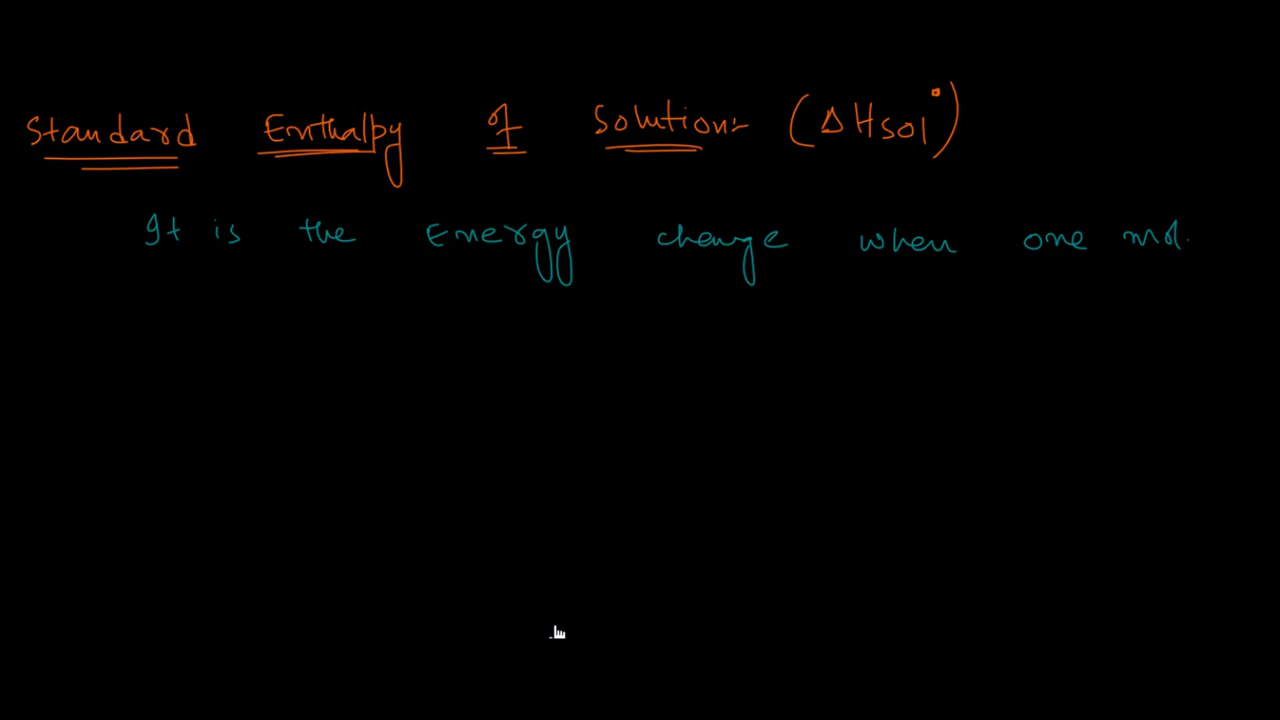 Standard Enthalpy of Solution:- (ΔHsol°)
It is the Energy change when one mol.